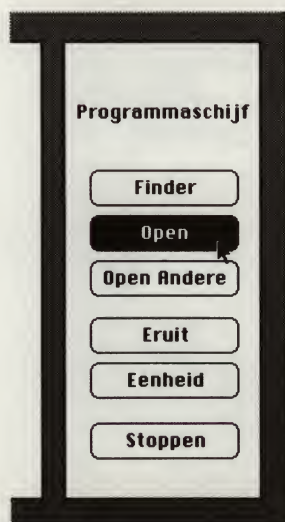 Programmaschijf
Finder
Open
Open Andere
Eruit
Eenheid
Stoppen